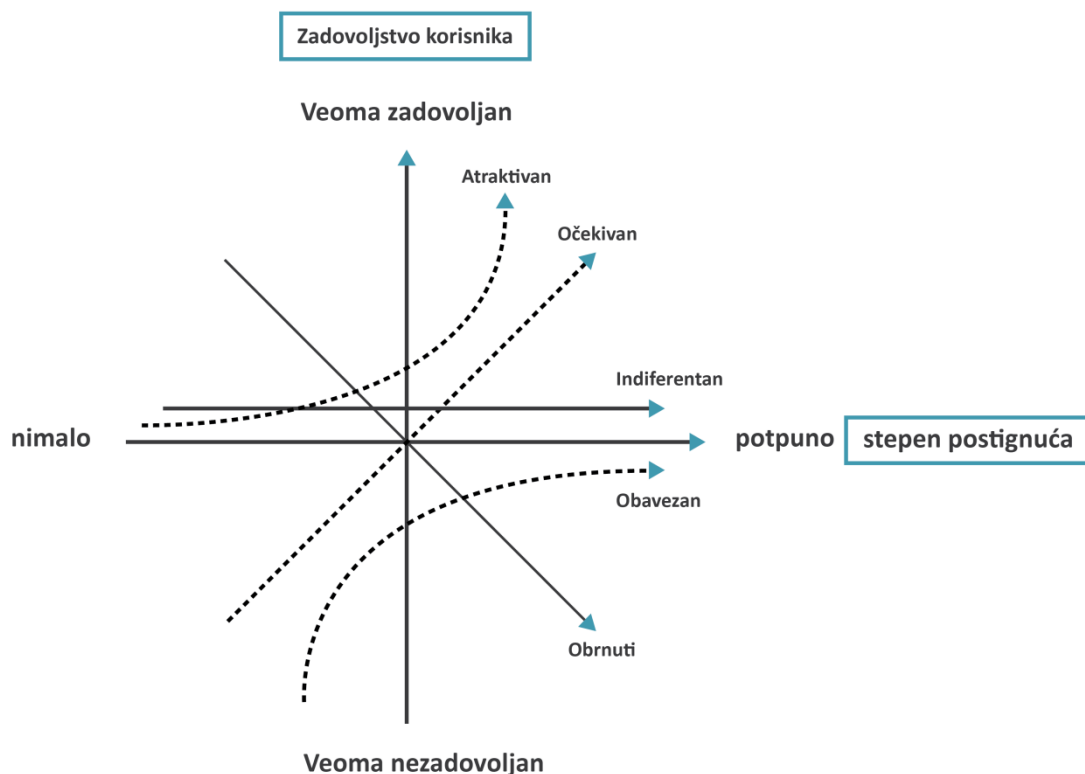 Zadovoljstvo korisnika
Veoma zadovoljan
Atraktivan
Očekivan
Indiferentan
nimalo
potpuno
stepen postignuća
Obavezan
Obrnuti
Veoma nezadovoljan